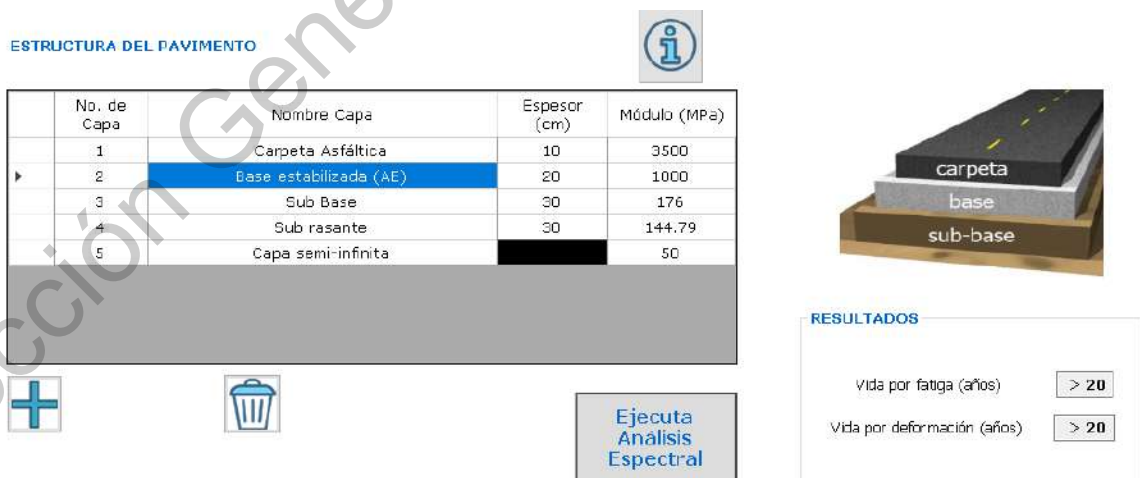 ESTRUCTURA DEL PAVIMENTO
No. de Capa Nombre Capa Espesor (cm) Módulo (MPa)
1 Carpeta Asfáltica 10 3500
2 Base estabilizada (AE) 20 1000
3 Sub Base 30 176
4 Sub rasante 30 144.79
5 Capa semi-infinita 50
Ejecuta
Análisis
Espectral
carpeta
base
sub-base
RESULTADOS
Vida por fatiga (años) > 20
Vida por deformación (años) > 20
cción Gene